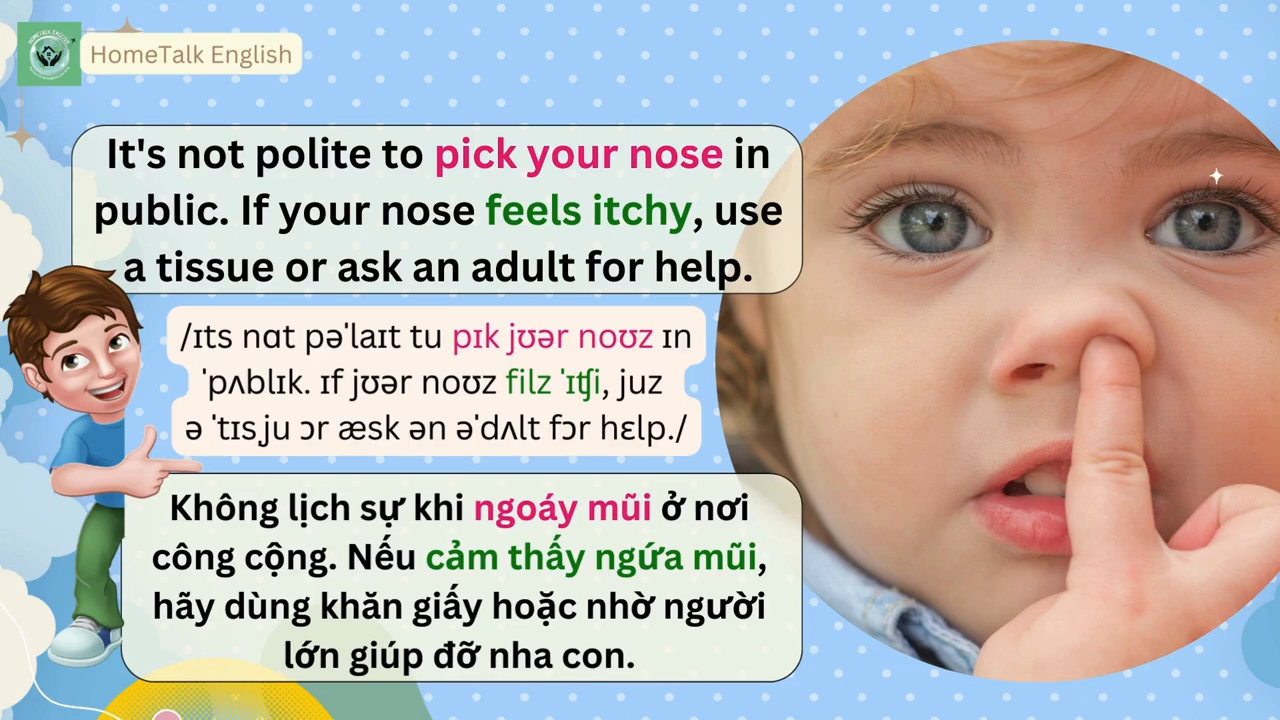 HomeTalk English
It's not polite to pick your nose in
public. If your nose feels itchy, use
a tissue or ask an adult for help.
/ɪts nɑt pəˈlaɪt tu pɪk jʊər noʊz ɪn
ˈpʌblɪk. ɪf jʊər noʊz filz ˈɪʧi, juz
ə ˈtɪsˌju ɔr æsk ən əˈdʌlt fɔr hɛlp./
Không lịch sự khi ngoáy mũi ở nơi
công cộng. Nếu cảm thấy ngứa mũi,
hãy dùng khăn giấy hoặc nhờ người
lớn giúp đỡ nha con.